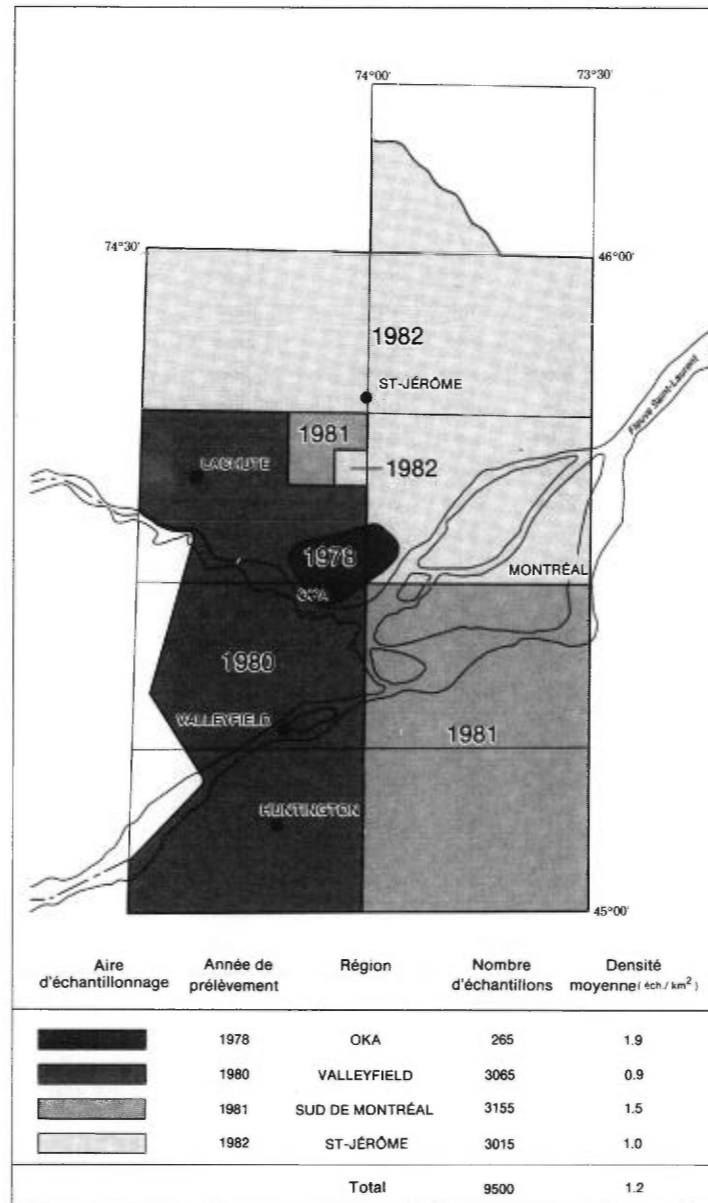 74°00′ 73°30′
74°30′ 46°00′
1982
ST-JÉRÔME
Fleuve Saint-Laurent
1981
LACHUTE
1982
1978
MONTRÉAL
OKA
1980
VALLEYFIELD
1981
HUNTINGTON
45°00′
Aire d'échantillonnage Année de prélèvement Région Nombre d'échantillons Densité moyenne (éch./km²)
1978 OKA 265 1.9
1980 VALLEYFIELD 3065 0.9
1981 SUD DE MONTRÉAL 3155 1.5
1982 ST-JÉRÔME 3015 1.0
Total 9500 1.2